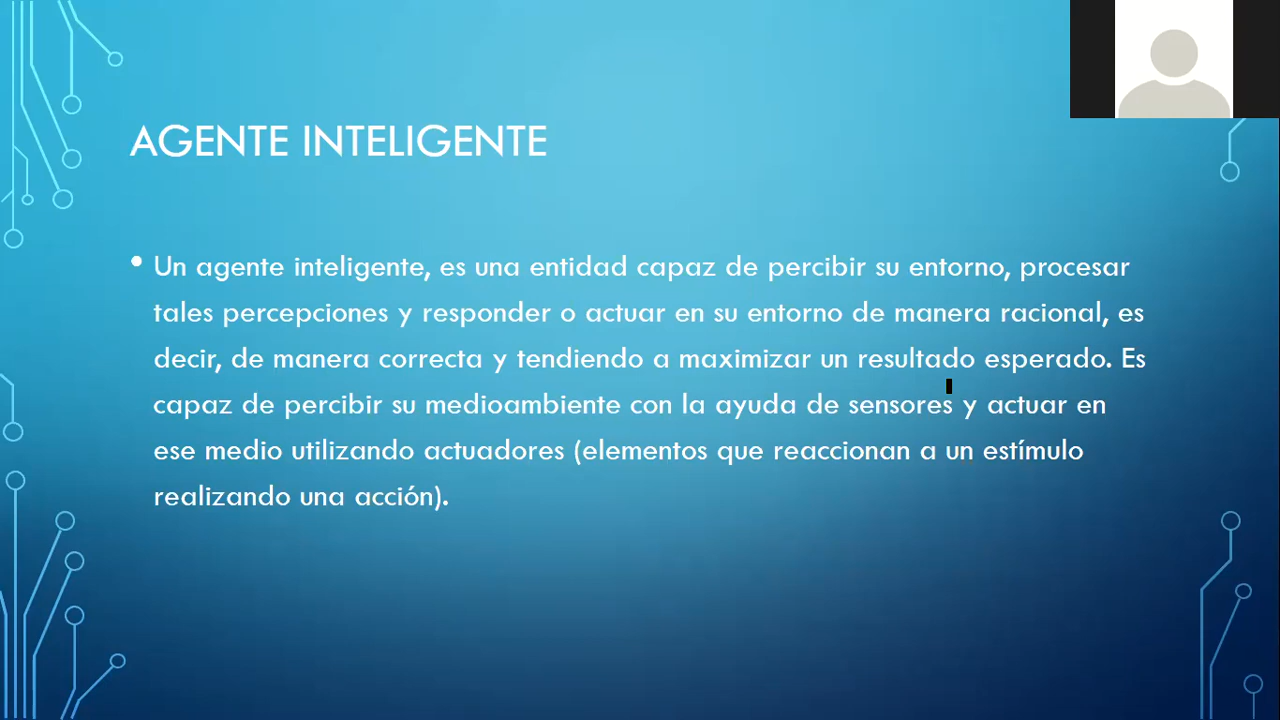 AGENTE INTELIGENTE
• Un agente inteligente, es una entidad capaz de percibir su entorno, procesar
tales percepciones y responder o actuar en su entorno de manera racional, es
decir, de manera correcta y tendiendo a maximizar un resultado esperado. Es
capaz de percibir su medioambiente con la ayuda de sensores y actuar en
ese medio utilizando actuadores (elementos que reaccionan a un estímulo
realizando una acción).